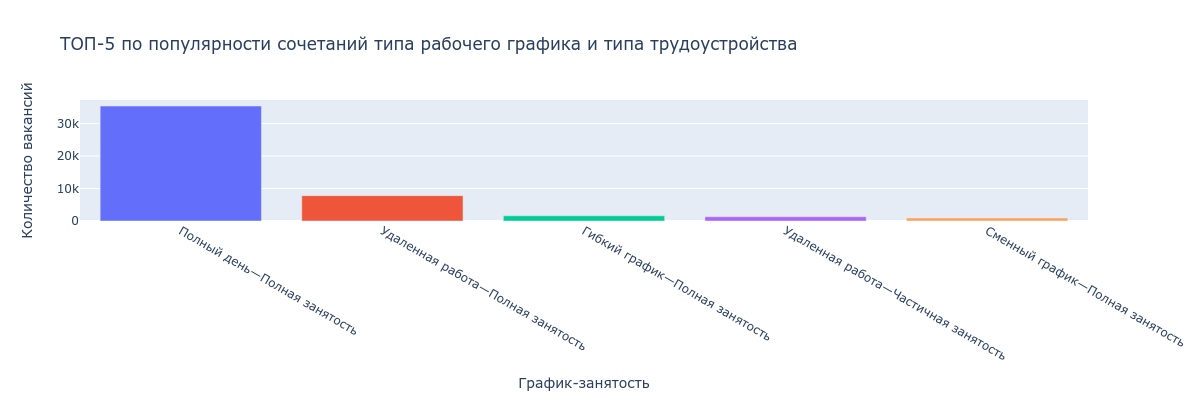 ТОП-5 по популярности сочетаний типа рабочего графика и типа трудоустройства
Количество вакансий
30k
20k
10k
0
Полный день—Полная занятость
Удаленная работа—Полная занятость
Гибкий график—Полная занятость
Удаленная работа—Частичная занятость
Сменный график—Полная занятость
График-занятость